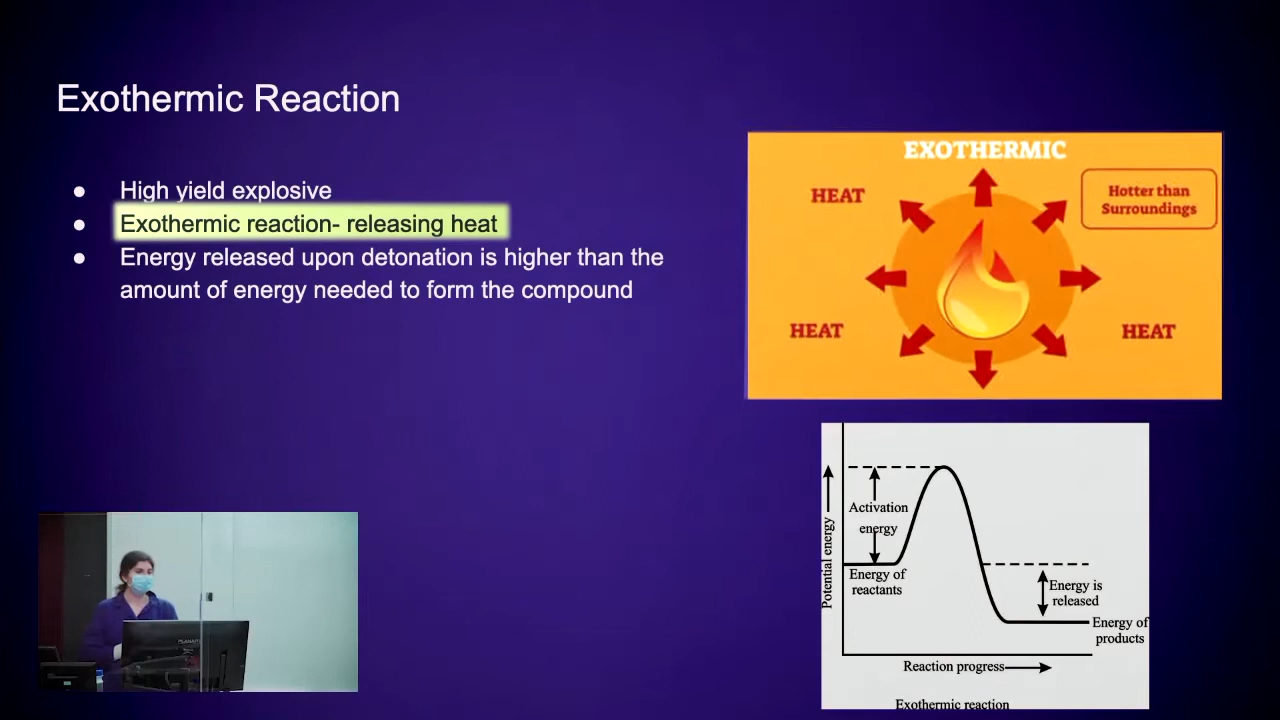 Exothermic Reaction
● High yield explosive
● Exothermic reaction- releasing heat
● Energy released upon detonation is higher than the
amount of energy needed to form the compound
EXOTHERMIC
HEAT
Hotter than
Surroundings
HEAT
HEAT
Potential energy
Activation
energy
Energy of
reactants
Energy is
released
Energy of
products
Reaction progress
Exothermic reaction